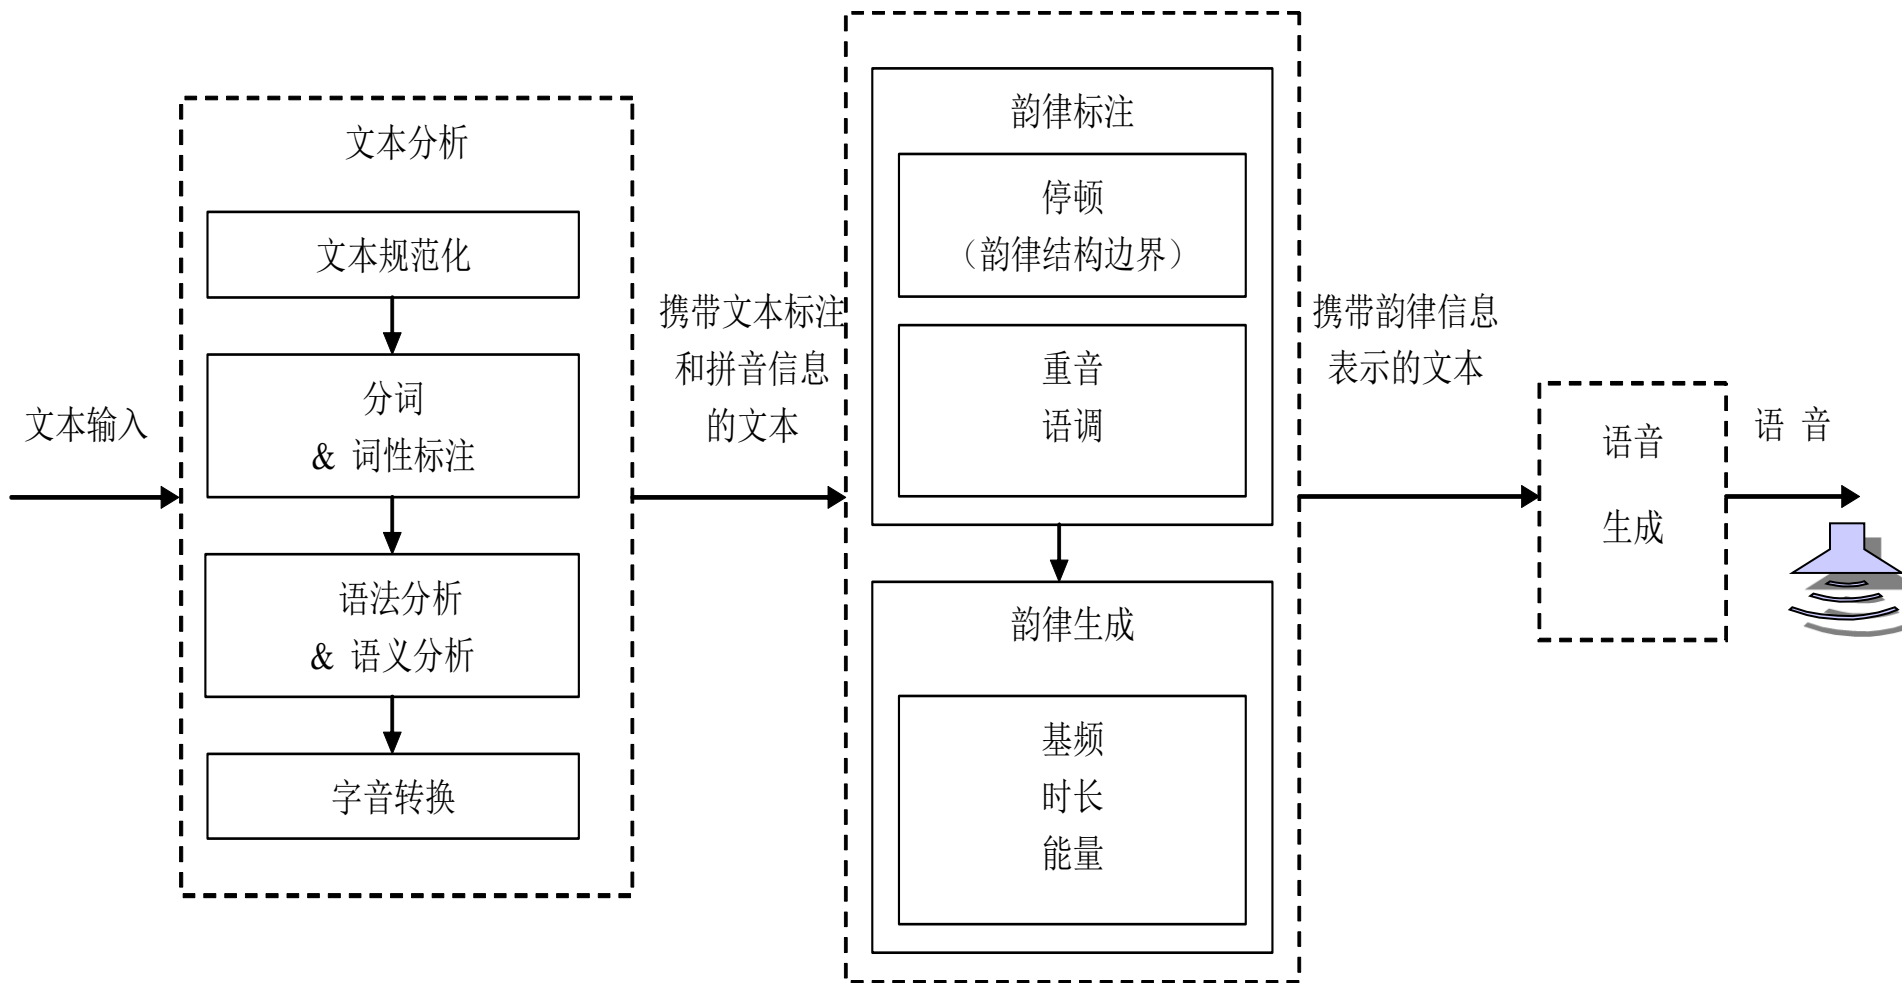 文本输入
文本分析
文本规范化
分词
& 词性标注
语法分析
& 语义分析
字音转换
携带文本标注
和拼音信息
的文本
韵律标注
停顿
（韵律结构边界）
重音
语调
韵律生成
基频
时长
能量
携带韵律信息
表示的文本
语音
生成
语 音